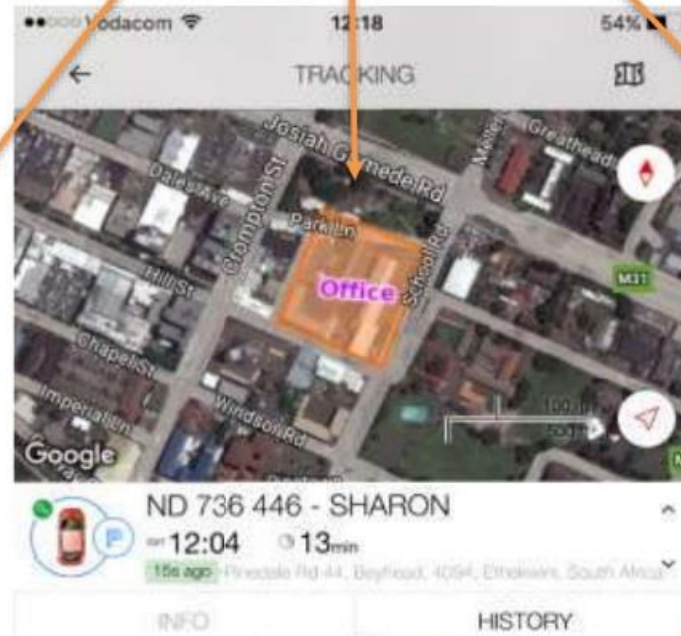 Vodacom 12:18 54%
TRACKING
Josiah Gumede Rd
Greathead
Dales Ave
Crompton St
Park Ln
School Rd
Office
M31
Hill St
Chapel St
Imperial Ln
Windsor Rd
Google
ND 736 446 - SHARON
12:04 13min
15s ago Pinedale Rd 44, Bayhead, 4094, Ethekwini, South Africa
INFO HISTORY